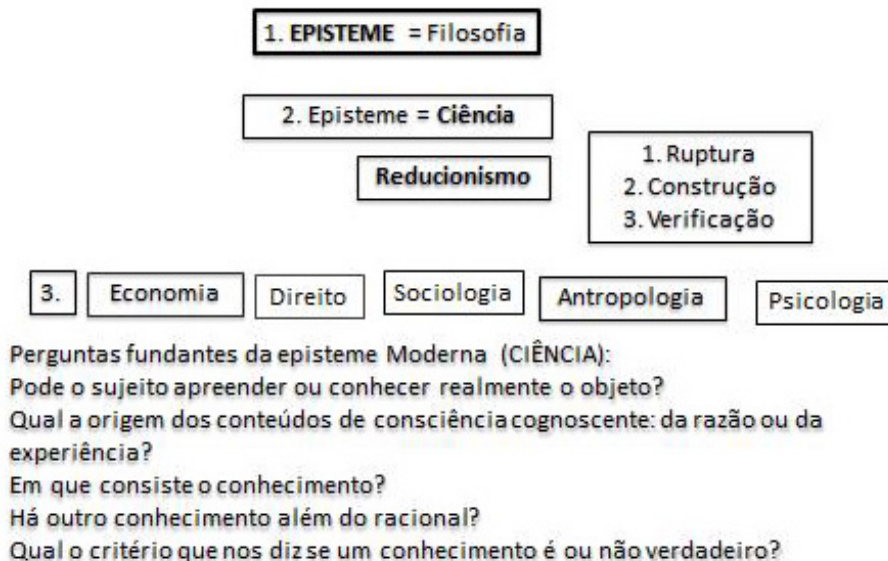 1. EPISTEME = Filosofia
2. Episteme = Ciência
Reducionismo
1. Ruptura
2. Construção
3. Verificação
3.
Economia
Direito
Sociologia
Antropologia
Psicologia
Perguntas fundantes da episteme Moderna (CIÊNCIA):
Pode o sujeito apreender ou conhecer realmente o objeto?
Qual a origem dos conteúdos de consciência cognoscente: da razão ou da
experiência?
Em que consiste o conhecimento?
Há outro conhecimento além do racional?
Qual o critério que nos diz se um conhecimento é ou não verdadeiro?